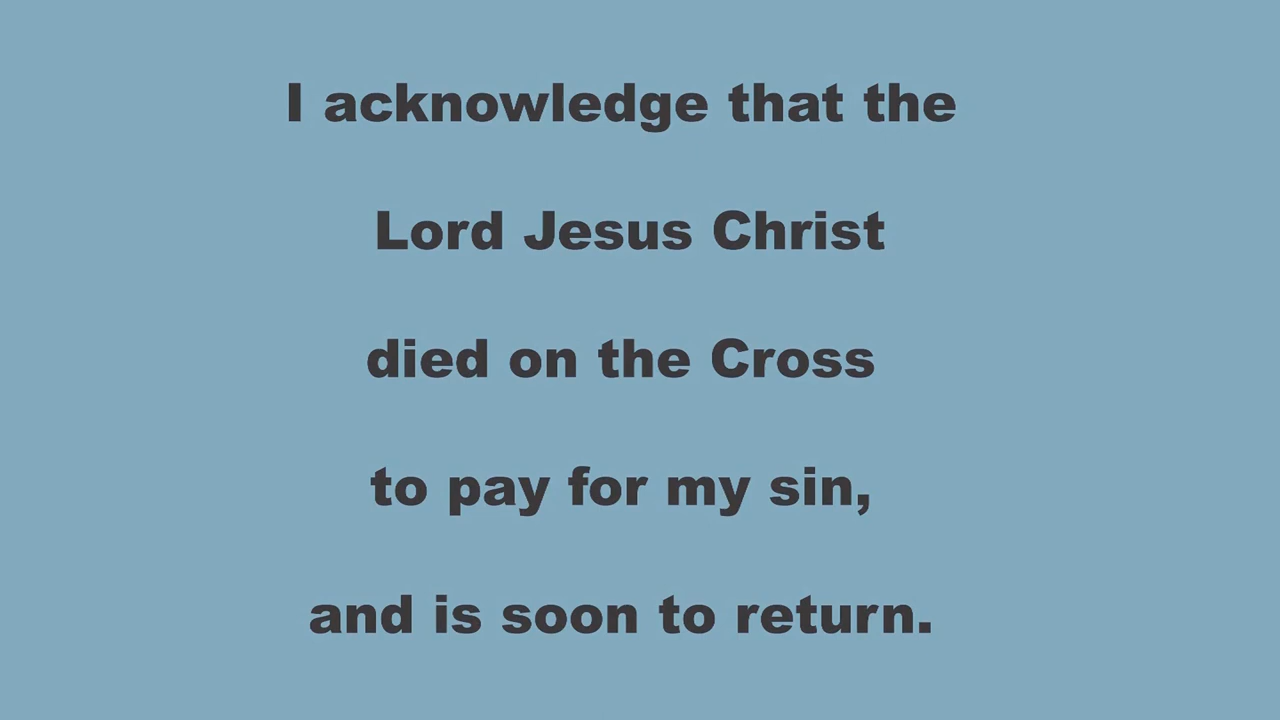 I acknowledge that the
Lord Jesus Christ
died on the Cross
to pay for my sin,
and is soon to return.